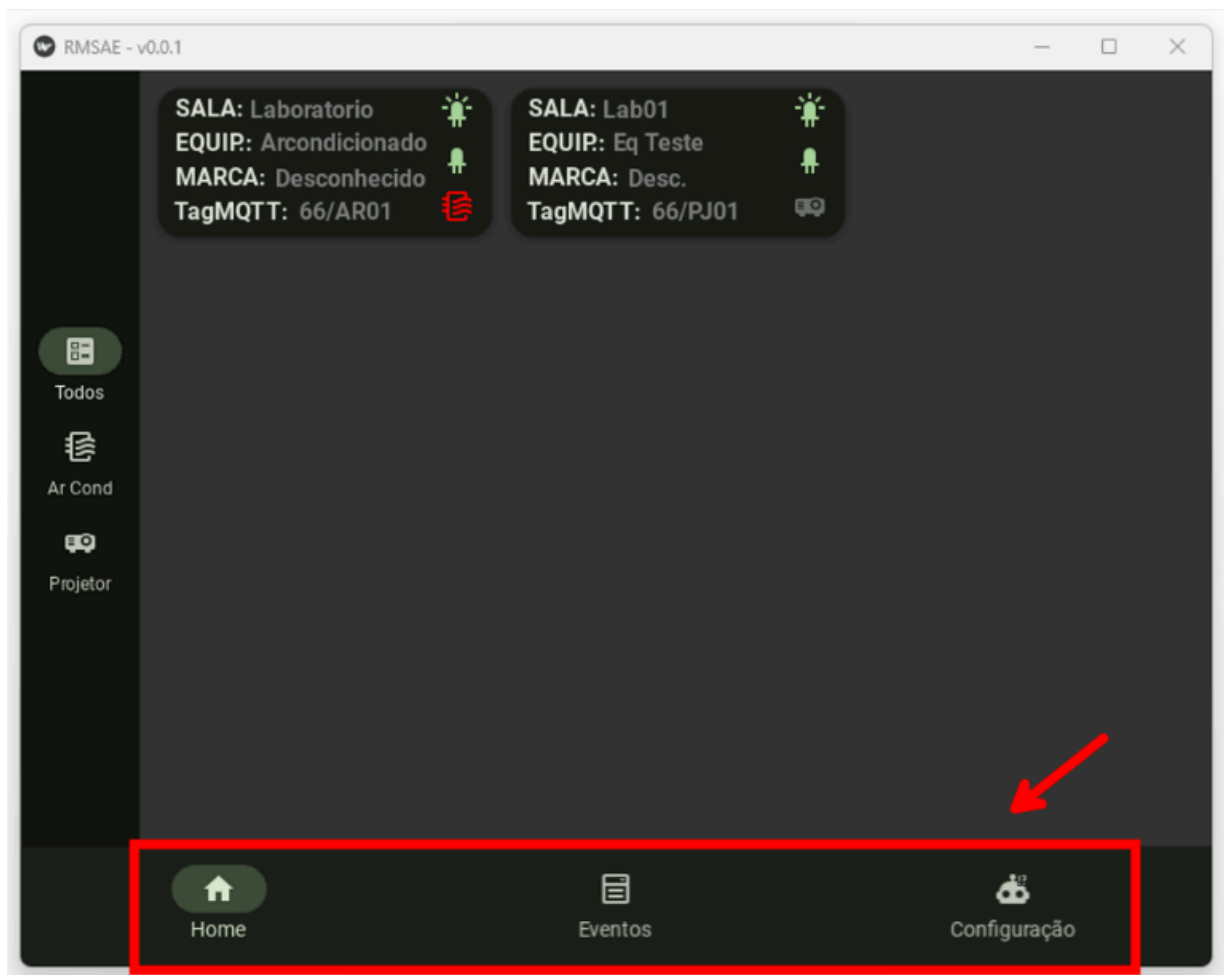 RMSAE - v0.0.1
SALA: Laboratorio
EQUIP.: Arcondicionado
MARCA: Desconhecido
TagMQTT: 66/AR01
SALA: Lab01
EQUIP.: Eq Teste
MARCA: Desc.
TagMQTT: 66/PJ01
Todos
Ar Cond
Projetor
Home
Eventos
Configuração